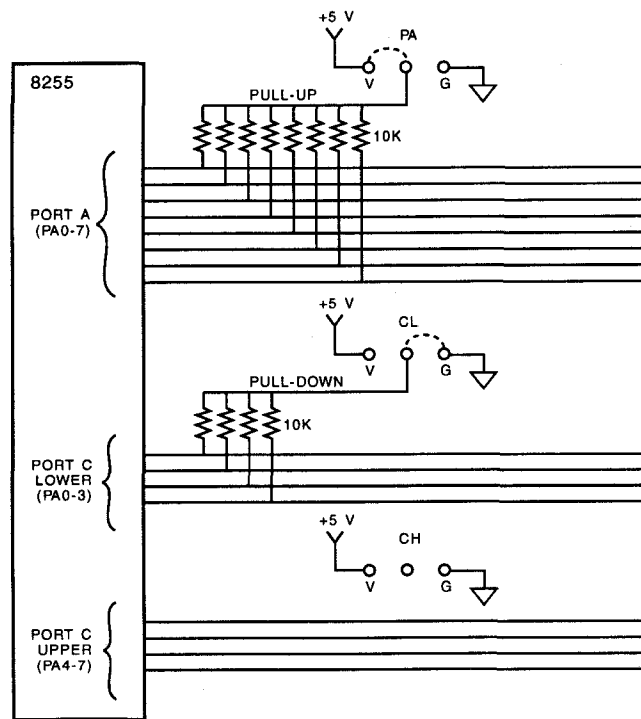 +5 V
PA
V
G
8255
PULL-UP
10K
PORT A
(PA0-7)
+5 V
CL
V
G
PULL-DOWN
10K
PORT C
LOWER
(PA0-3)
+5 V
CH
V
G
PORT C
UPPER
(PA4-7)